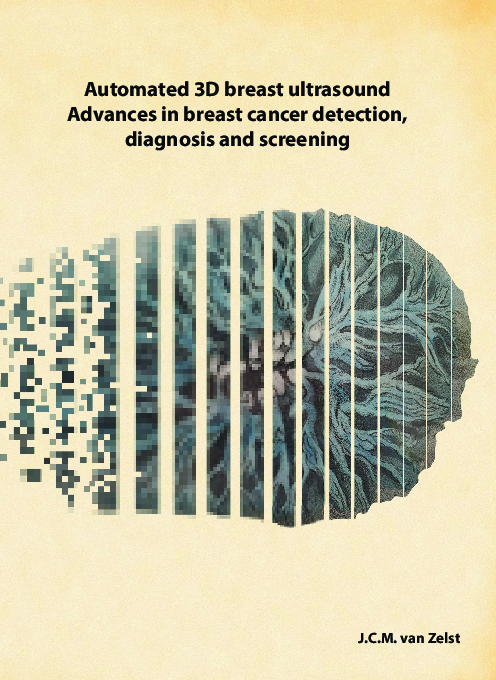 Automated 3D breast ultrasound
Advances in breast cancer detection,
diagnosis and screening
J.C.M. van Zelst